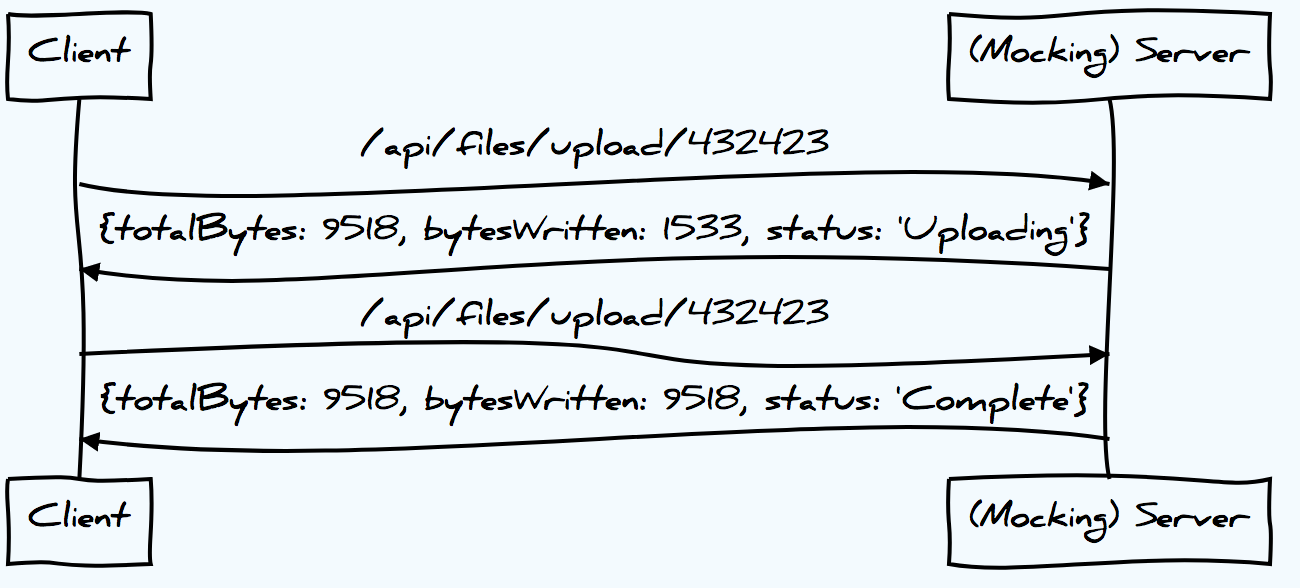 Client
(Mocking) Server
/api/files/upload/432423
{totalBytes: 9518, bytesWritten: 1533, status: 'Uploading'}
/api/files/upload/432423
{totalBytes: 9518, bytesWritten: 9518, status: 'Complete'}
Client
(Mocking) Server